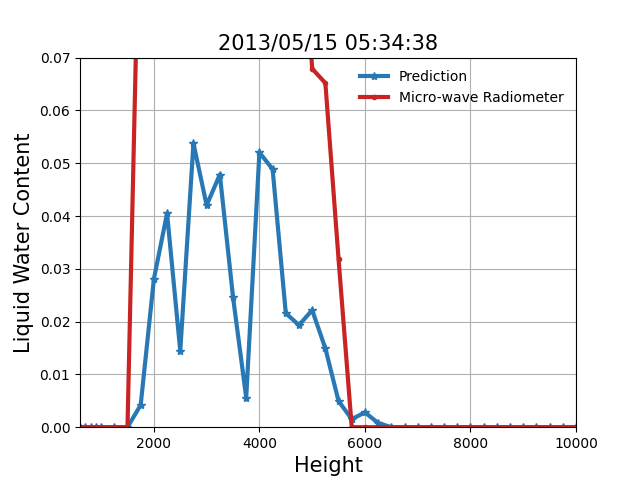 2013/05/15 05:34:38
Prediction
Micro-wave Radiometer
Liquid Water Content
0.07
0.06
0.05
0.04
0.03
0.02
0.01
0.00
2000 4000 6000 8000 10000
Height